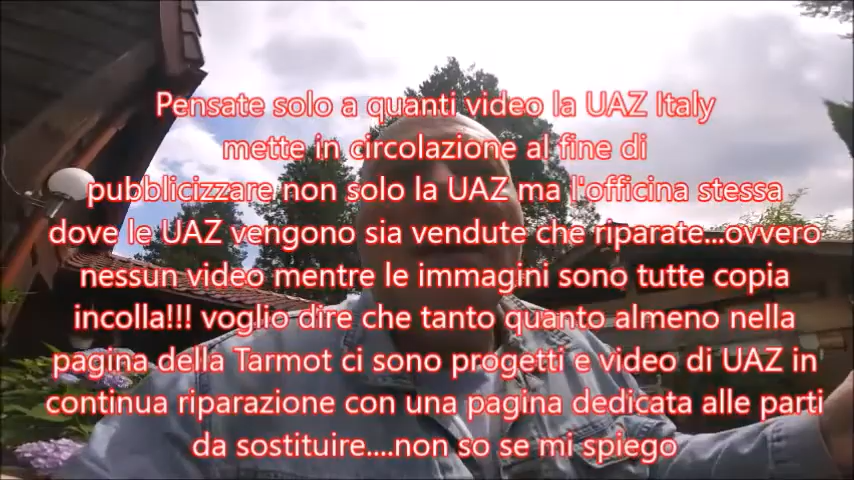 Pensate solo a quanti video la UAZ Italy
mette in circolazione al fine di
pubblicizzare non solo la UAZ ma l'officina stessa
dove le UAZ vengono sia vendute che riparate...ovvero
nessun video mentre le immagini sono tutte copia
incolla!!! voglio dire che tanto quanto almeno nella
pagina della Tarmot ci sono progetti e video di UAZ in
continua riparazione con una pagina dedicata alle parti
da sostituire.....non so se mi spiego